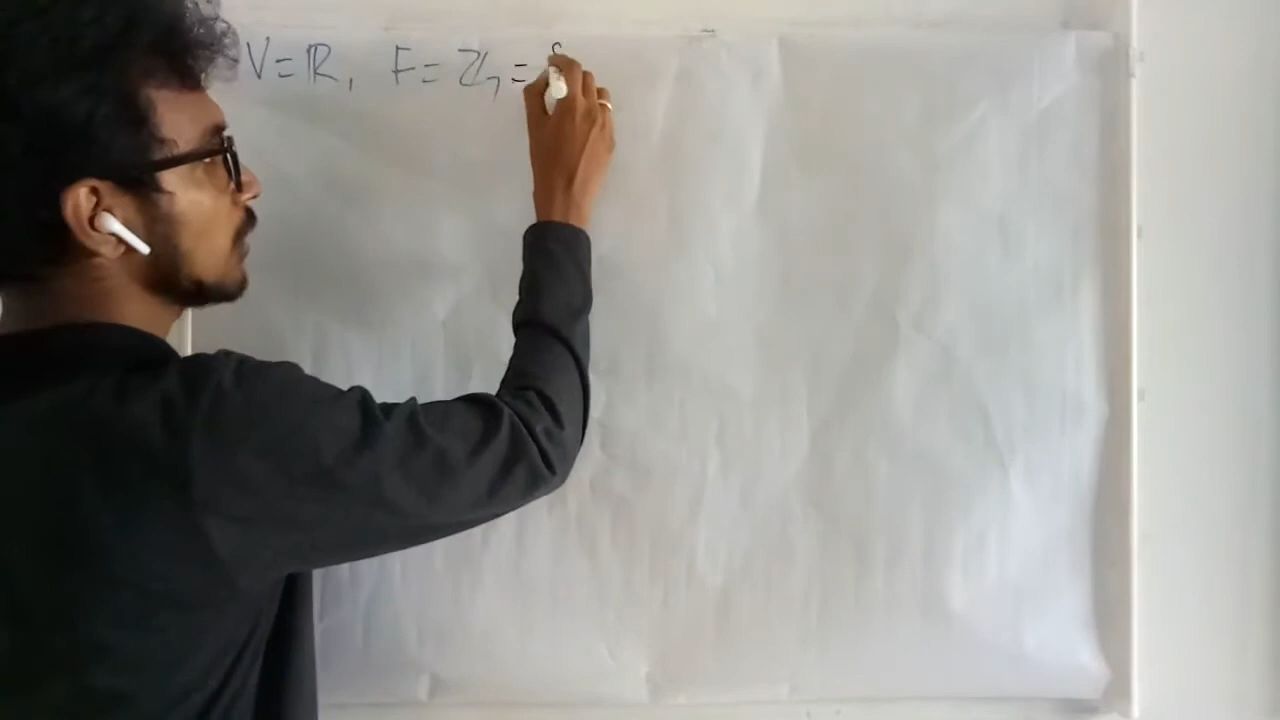 V = ℝ, F = ℤ₇ = {